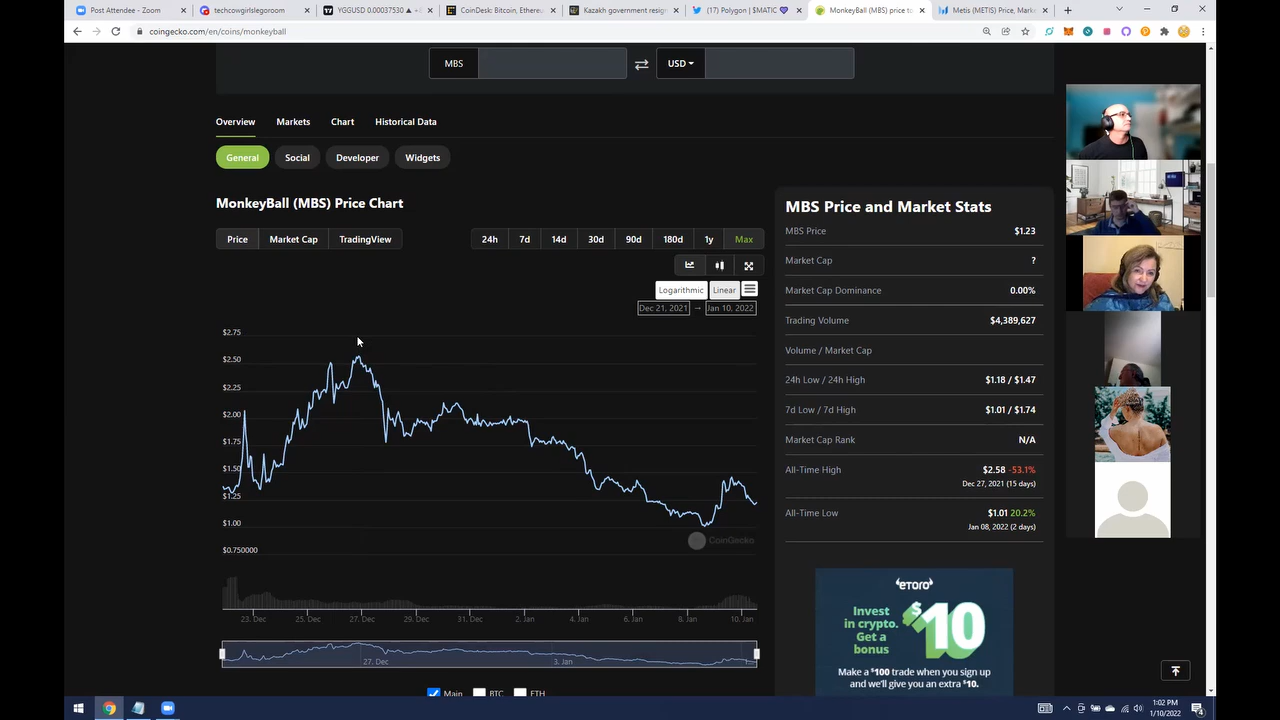 Post Attendee - Zoom
techcowgirlslegoroom
YGGUSD 0.00037530
CoinDesk: Bitcoin, Ethereu
Kazakh government resign
(17) Polygon | $MATIC 💜
MonkeyBall (MBS) price to
Metis (METIS) Price, Mark
coingecko.com/en/coins/monkeyball
MBS
USD
Overview
Markets
Chart
Historical Data
General
Social
Developer
Widgets
MonkeyBall (MBS) Price Chart
Price
Market Cap
TradingView
24h
7d
14d
30d
90d
180d
1y
Max
Logarithmic
Linear
Dec 21, 2021 → Jan 10, 2022
$2.75
$2.50
$2.25
$2.00
$1.75
$1.50
$1.25
$1.00
$0.750000
CoinGecko
23. Dec
25. Dec
27. Dec
29. Dec
31. Dec
2. Jan
4. Jan
6. Jan
8. Jan
10. Jan
27. Dec
3. Jan
Main
BTC
ETH
MBS Price and Market Stats
MBS Price $1.23
Market Cap ?
Market Cap Dominance 0.00%
Trading Volume $4,389,627
Volume / Market Cap
24h Low / 24h High $1.18 / $1.47
7d Low / 7d High $1.01 / $1.74
Market Cap Rank N/A
All-Time High $2.58 -53.1%
Dec 27, 2021 (15 days)
All-Time Low $1.01 20.2%
Jan 08, 2022 (2 days)
eTORO
Invest
in crypto.
Get a
bonus
$10
Make a $100 trade when you sign up
and we'll give you an extra $10.
1:02 PM
1/10/2022